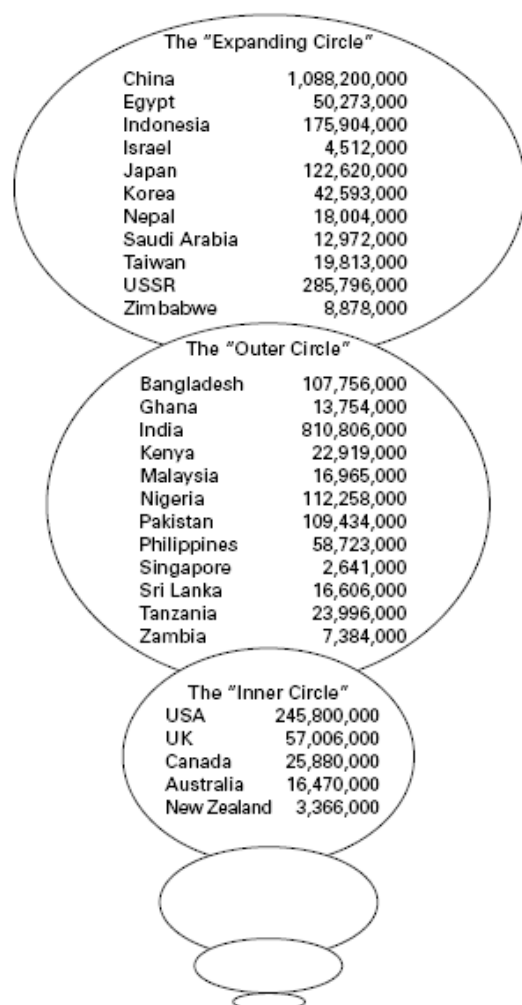 The "Expanding Circle"
China 1,088,200,000
Egypt 50,273,000
Indonesia 175,904,000
Israel 4,512,000
Japan 122,620,000
Korea 42,593,000
Nepal 18,004,000
Saudi Arabia 12,972,000
Taiwan 19,813,000
USSR 285,796,000
Zimbabwe 8,878,000
The "Outer Circle"
Bangladesh 107,756,000
Ghana 13,754,000
India 810,806,000
Kenya 22,919,000
Malaysia 16,965,000
Nigeria 112,258,000
Pakistan 109,434,000
Philippines 58,723,000
Singapore 2,641,000
Sri Lanka 16,606,000
Tanzania 23,996,000
Zambia 7,384,000
The "Inner Circle"
USA 245,800,000
UK 57,006,000
Canada 25,880,000
Australia 16,470,000
New Zealand 3,366,000